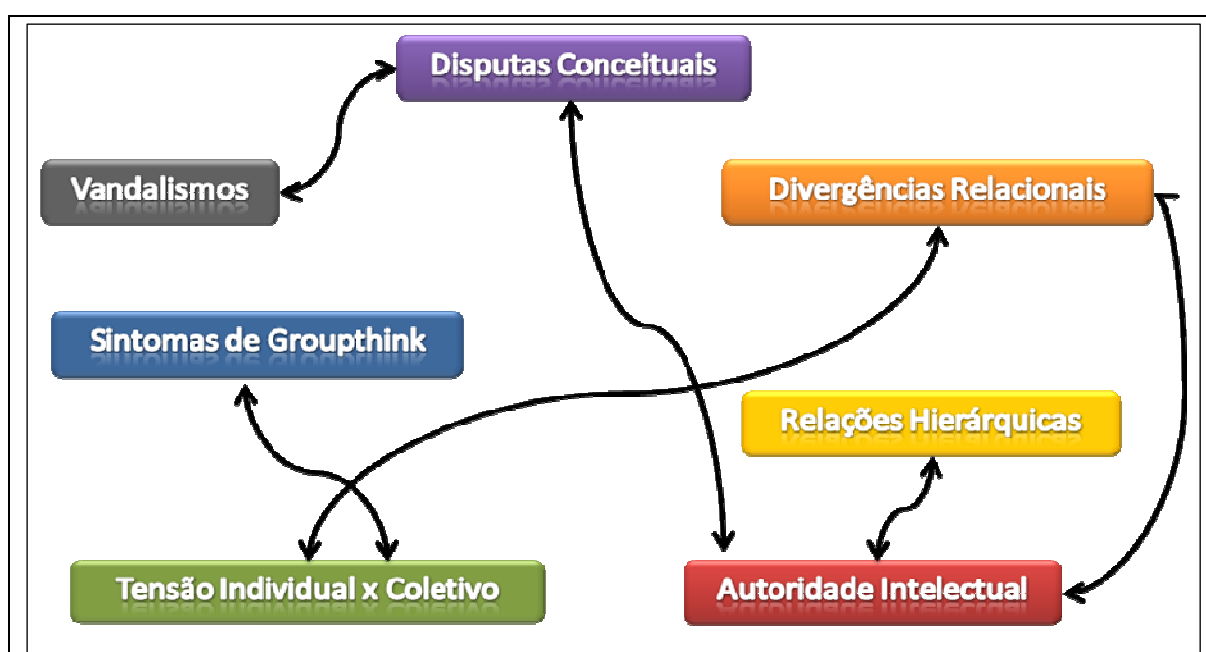 Disputas Conceituais
Vandalismos
Divergências Relacionais
Sintomas de Groupthink
Relações Hierárquicas
Tensão Individual x Coletivo
Autoridade Intelectual